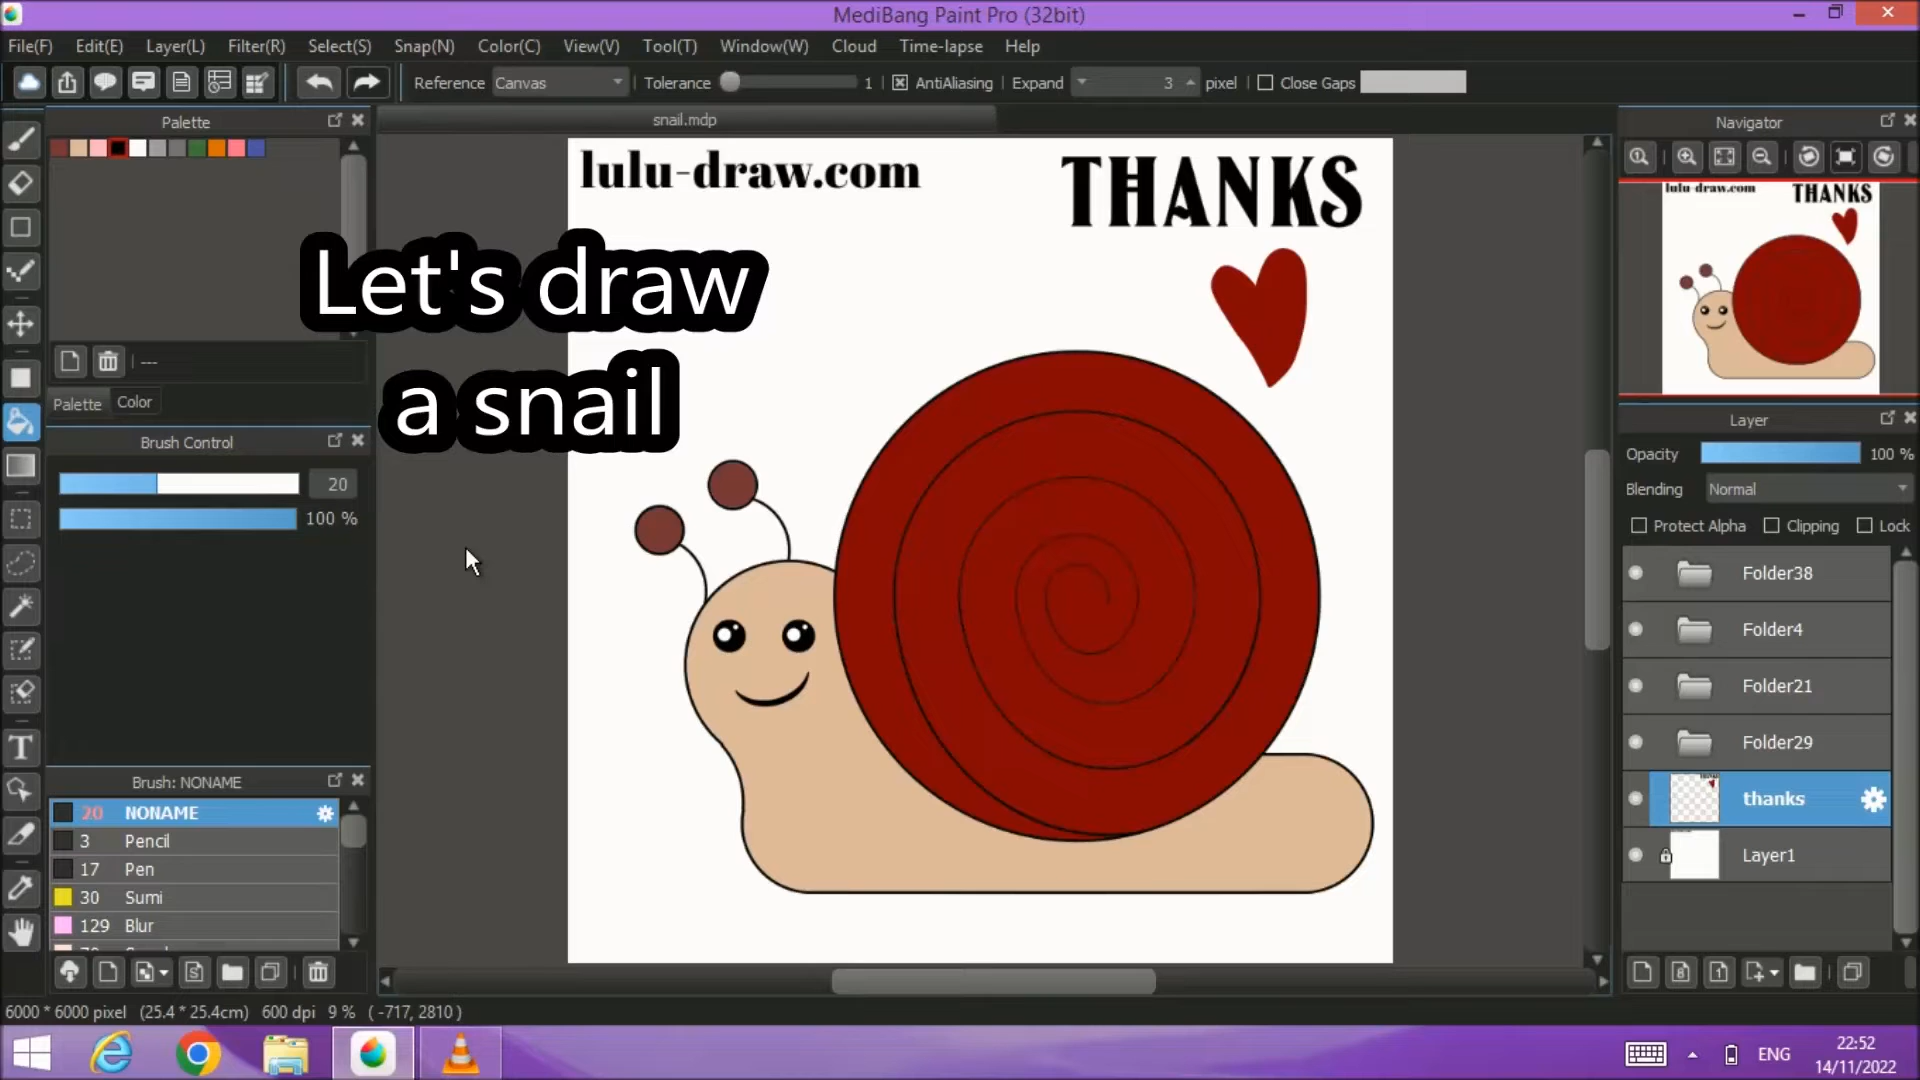 MediBang Paint Pro (32bit)
File(F) Edit(E) Layer(L) Filter(R) Select(S) Snap(N) Color(C) View(V) Tool(T) Window(W) Cloud Time-lapse Help
Reference Canvas Tolerance 1 AntiAliasing Expand 3 pixel Close Gaps
Palette
snail.mdp
Navigator
lulu-draw.com
THANKS
lulu-draw.com THANKS
Let's draw
a snail
---
Palette Color
Brush Control
20
100 %
Layer
Opacity 100 %
Blending Normal
Protect Alpha Clipping Lock
Folder38
Folder4
Folder21
Folder29
thanks
Layer1
Brush: NONAME
20 NONAME
3 Pencil
17 Pen
30 Sumi
129 Blur
6000 * 6000 pixel (25.4 * 25.4cm) 600 dpi 9 % ( -717, 2810 )
ENG
22:52
14/11/2022